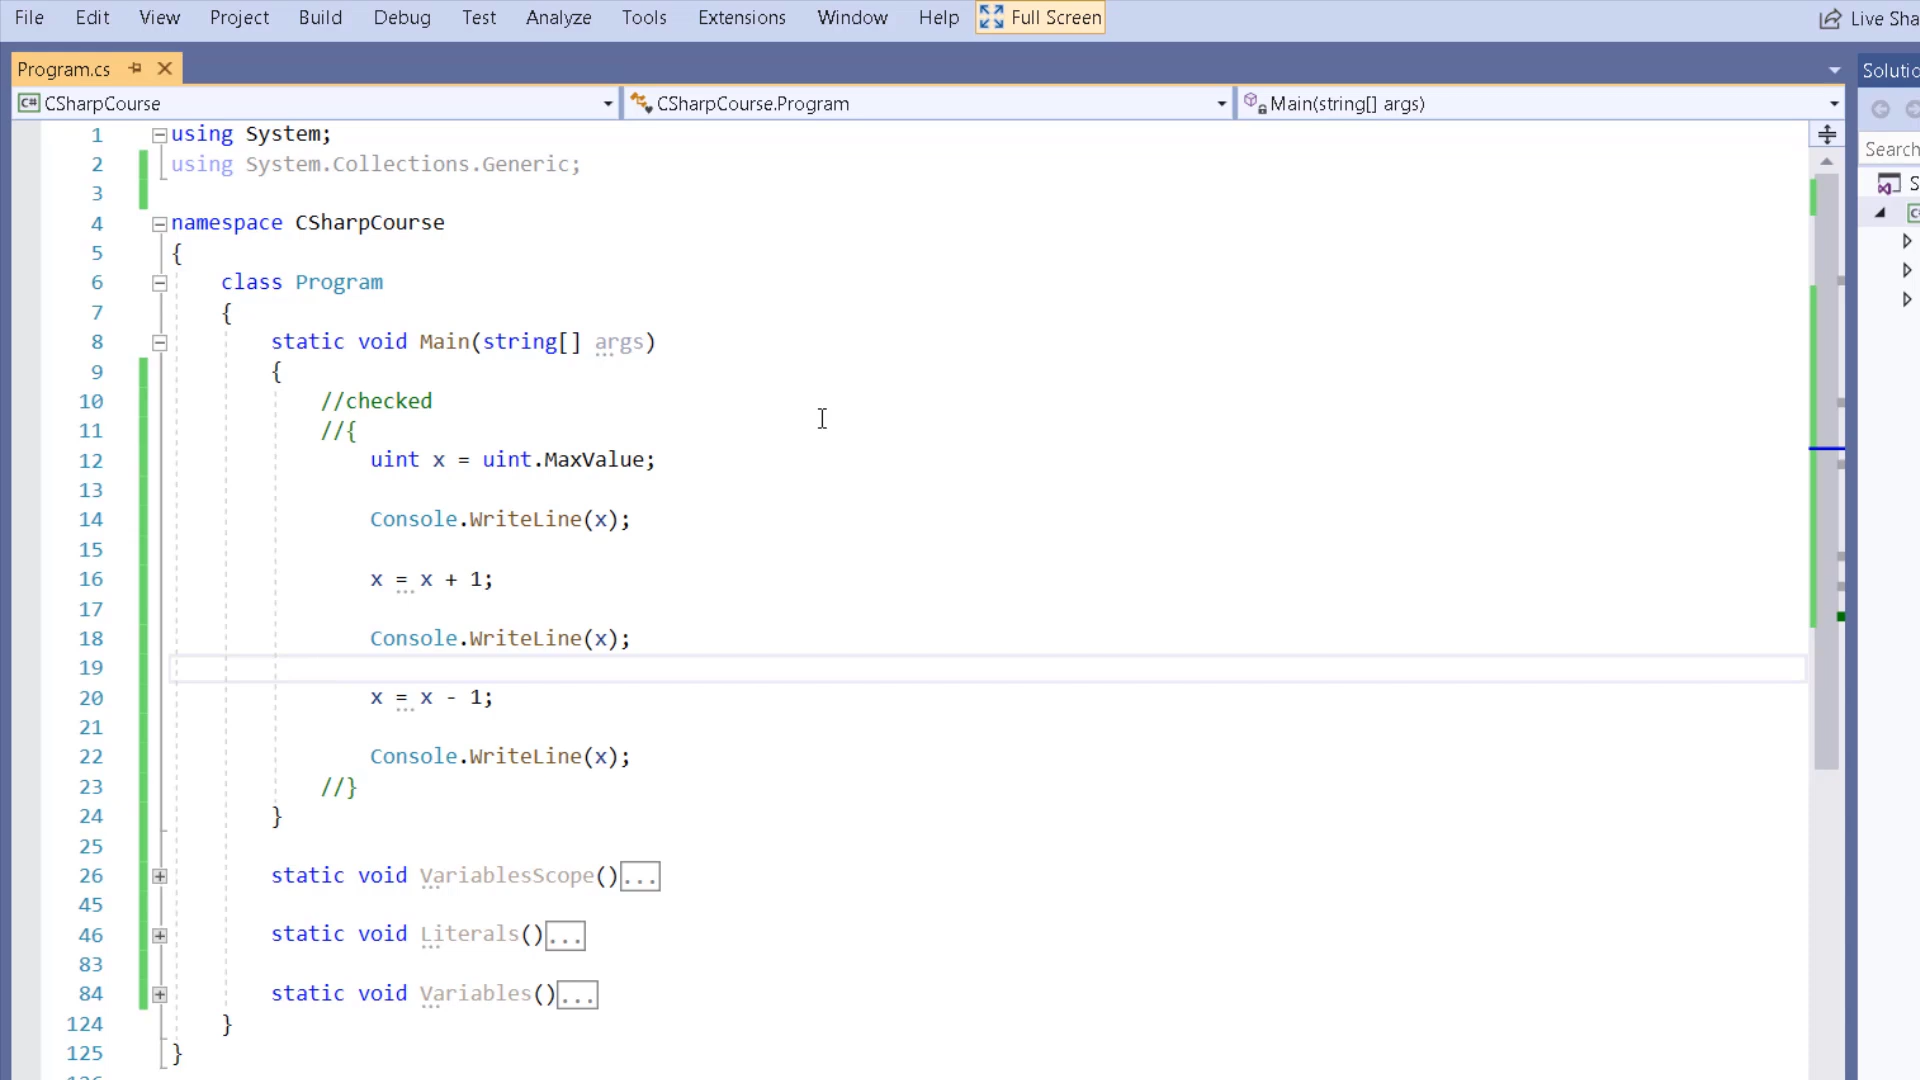 File Edit View Project Build Debug Test Analyze Tools Extensions Window Help Full Screen Live Sha
Program.cs Solutio
C# CSharpCourse CSharpCourse.Program Main(string[] args)
1 using System;
2 using System.Collections.Generic; Search
3 S
4 namespace CSharpCourse
5 {
6 class Program
7 {
8 static void Main(string[] args)
9 {
10 //checked
11 //{
12 uint x = uint.MaxValue;
13
14 Console.WriteLine(x);
15
16 x = x + 1;
17
18 Console.WriteLine(x);
19
20 x = x - 1;
21
22 Console.WriteLine(x);
23 //}
24 }
25
26 static void VariablesScope()...
45
46 static void Literals()...
83
84 static void Variables()...
124 }
125 }